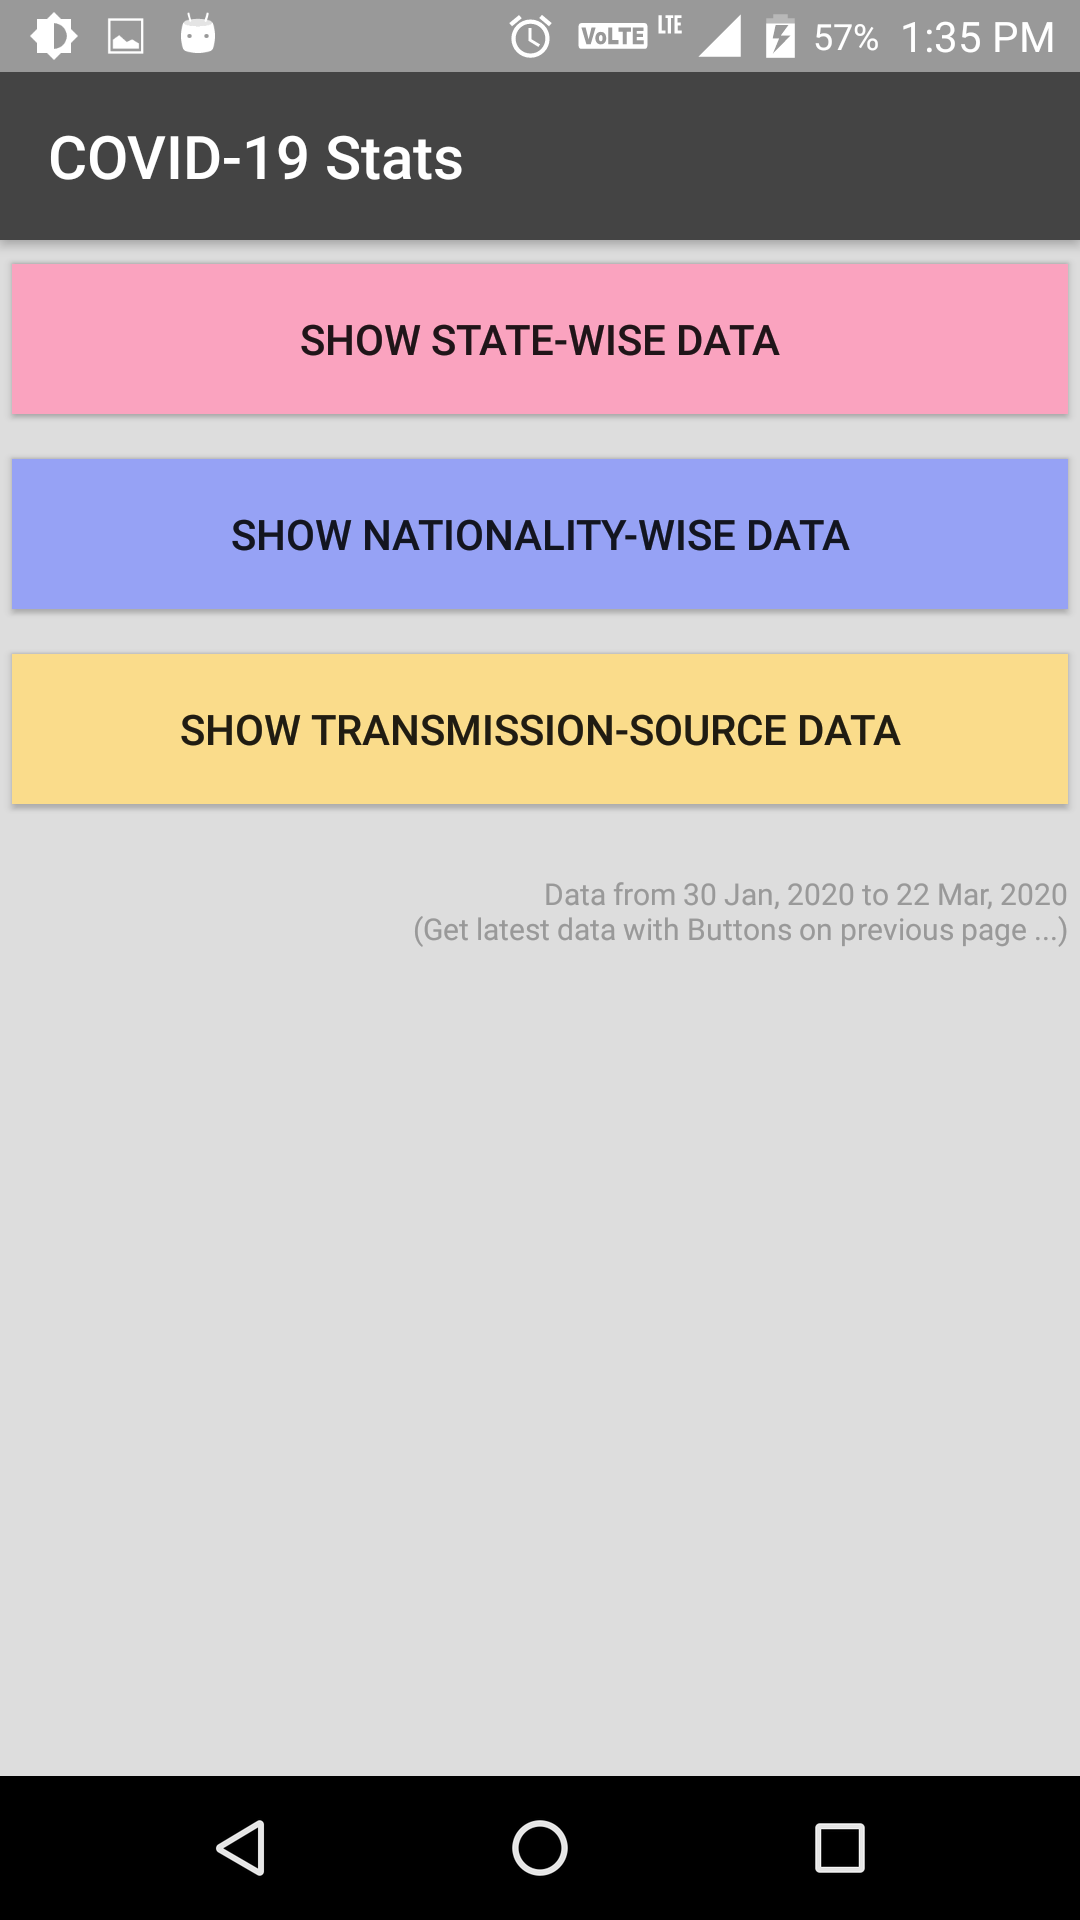 VoLTE LTE 57% 1:35 PM
COVID-19 Stats
SHOW STATE-WISE DATA
SHOW NATIONALITY-WISE DATA
SHOW TRANSMISSION-SOURCE DATA
Data from 30 Jan, 2020 to 22 Mar, 2020
(Get latest data with Buttons on previous page ...)